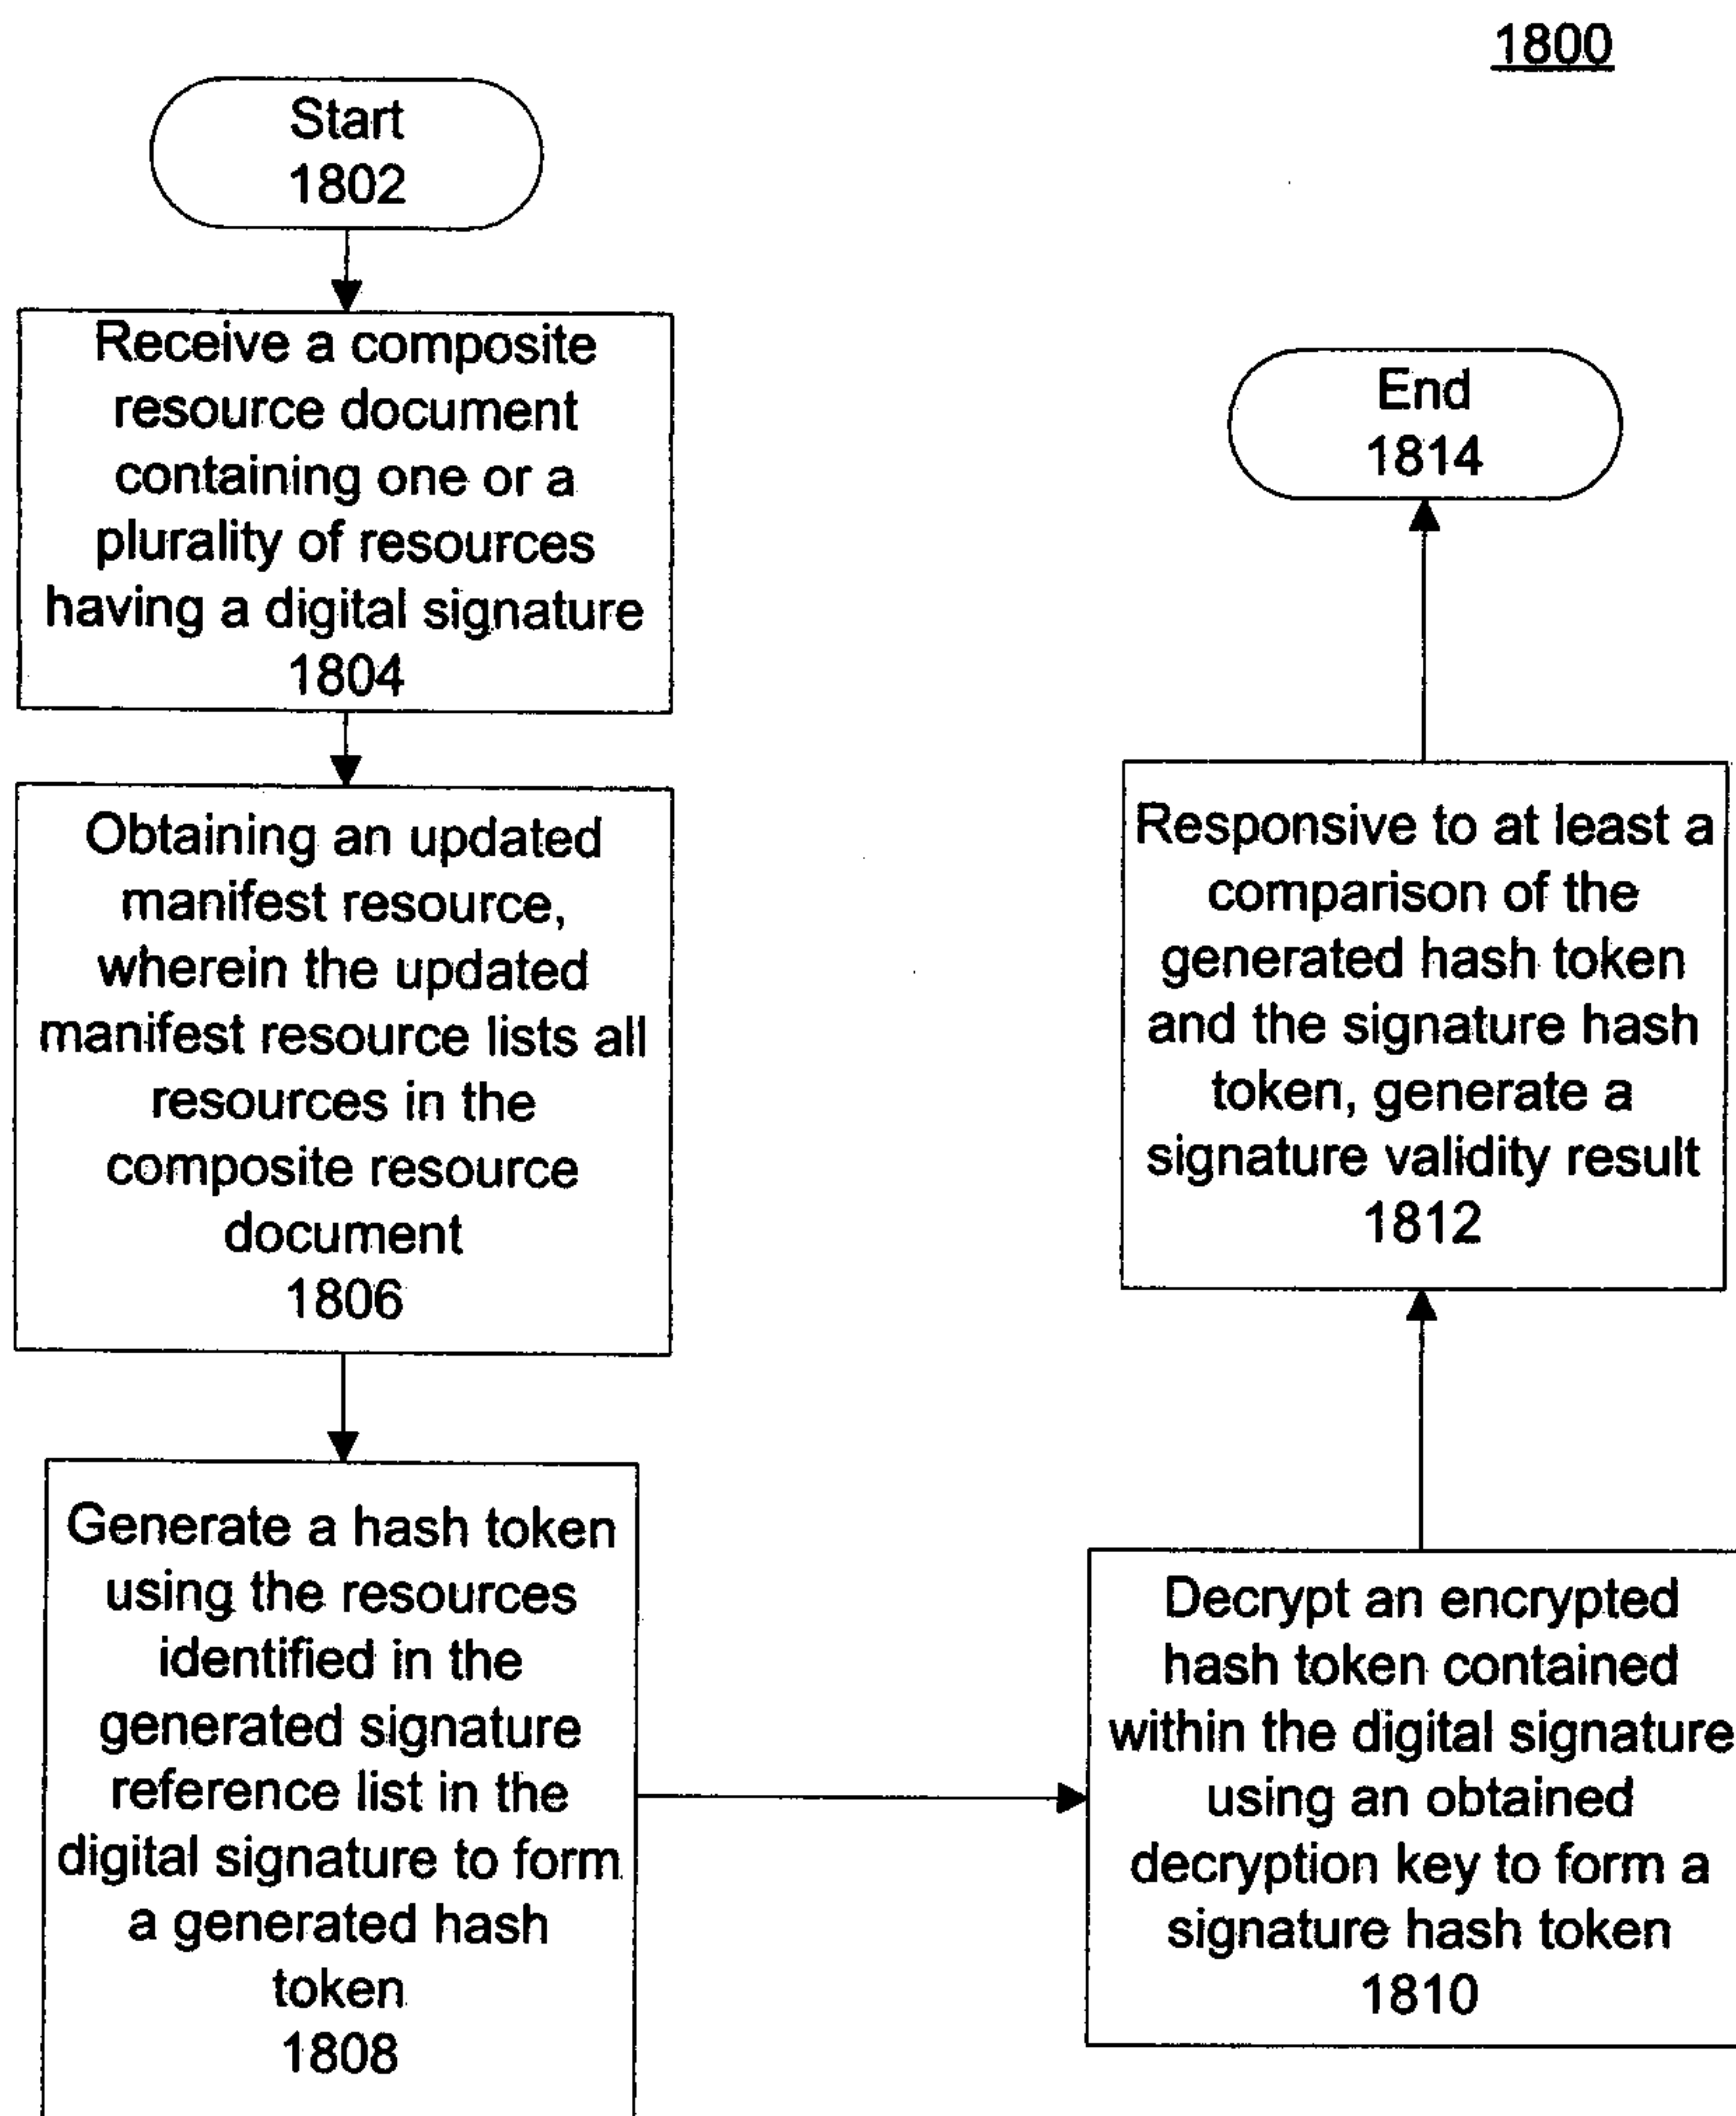 1800
Start
1802
Receive a composite
resource document
containing one or a
plurality of resources
having a digital signature
1804
Obtaining an updated
manifest resource,
wherein the updated
manifest resource lists all
resources in the
composite resource
document
1806
Generate a hash token
using the resources
identified in the
generated signature
reference list in the
digital signature to form
a generated hash
token
1808
Decrypt an encrypted
hash token contained
within the digital signature
using an obtained
decryption key to form a
signature hash token
1810
Responsive to at least a
comparison of the
generated hash token
and the signature hash
token, generate a
signature validity result
1812
End
1814